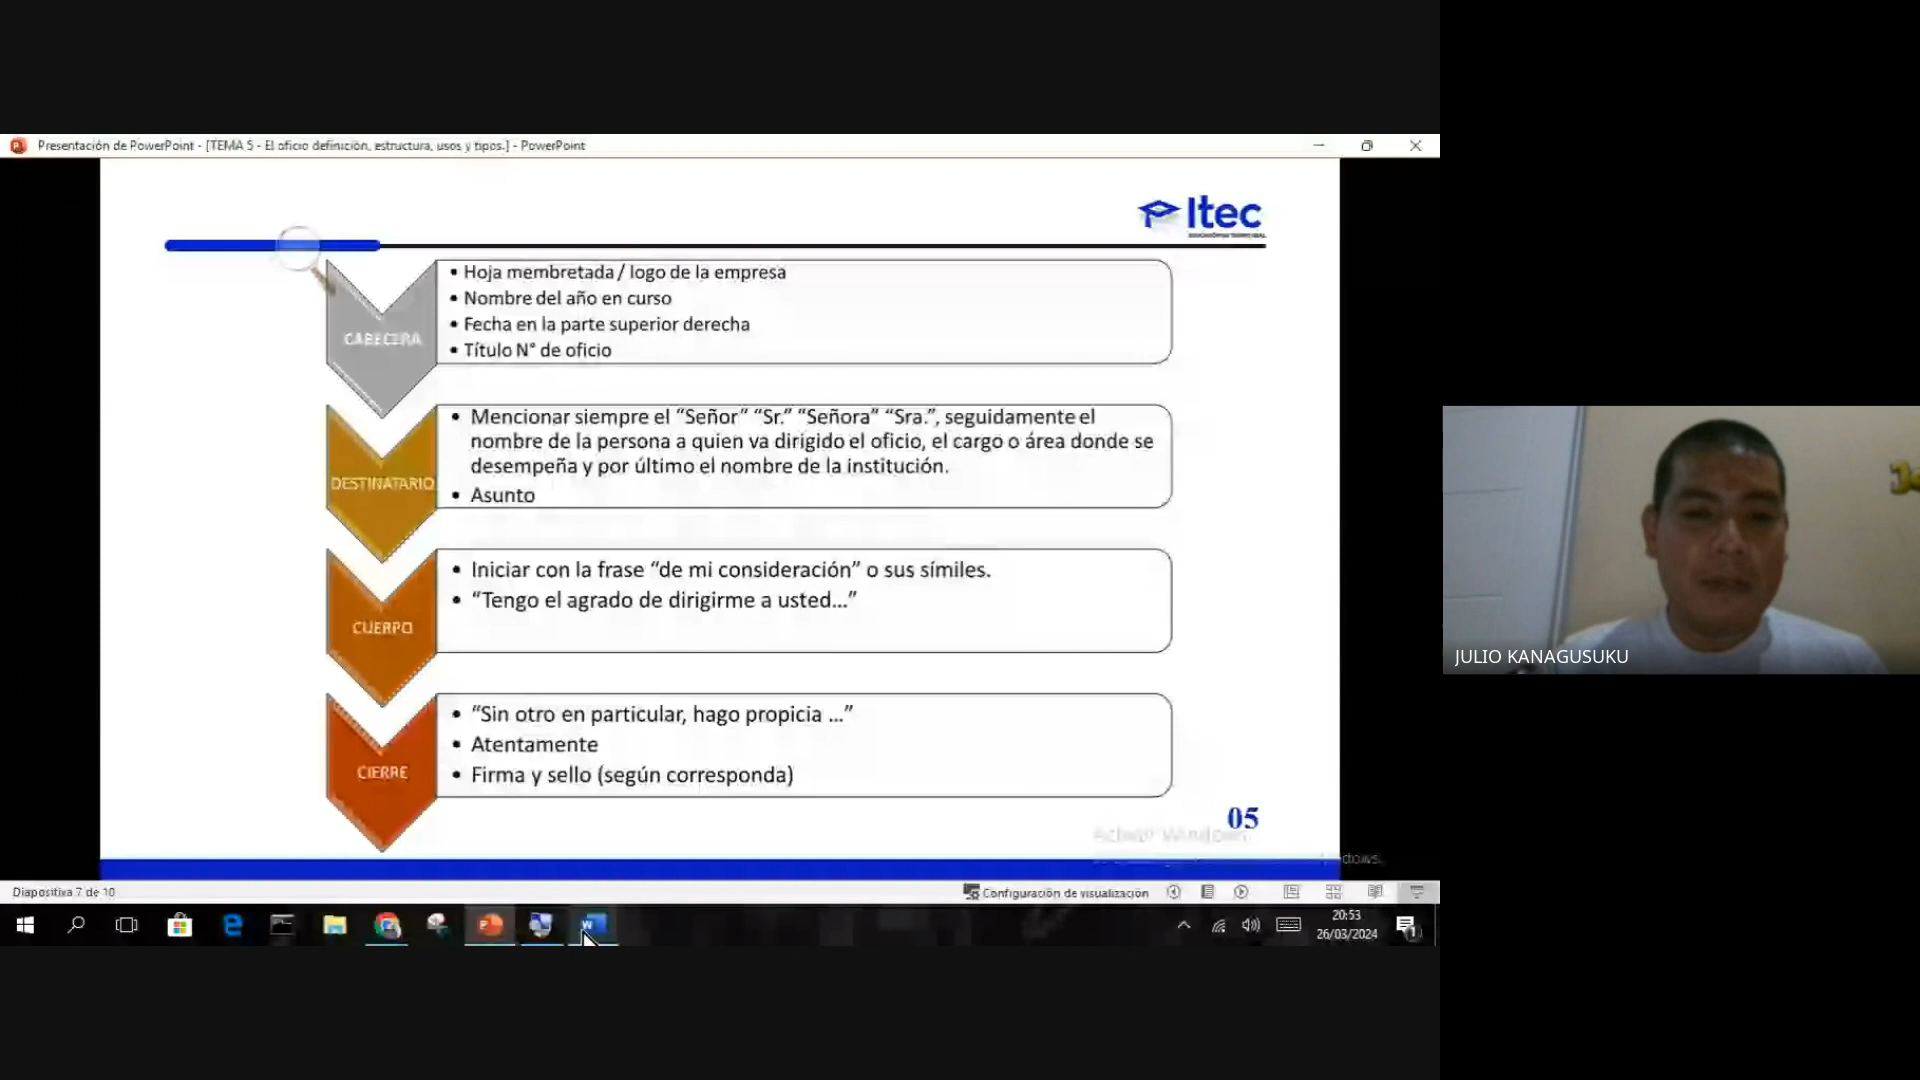 Presentación de PowerPoint - [TEMA 5 - El oficio definición, estructura, usos y tipos.] - PowerPoint
Itec
CABECERA
• Hoja membretada / logo de la empresa
• Nombre del año en curso
• Fecha en la parte superior derecha
• Título N° de oficio
DESTINATARIO
• Mencionar siempre el “Señor” “Sr.” “Señora” “Sra.”, seguidamente el
nombre de la persona a quien va dirigido el oficio, el cargo o área donde se
desempeña y por último el nombre de la institución.
• Asunto
CUERPO
• Iniciar con la frase “de mi consideración” o sus símiles.
• “Tengo el agrado de dirigirme a usted...”
CIERRE
• “Sin otro en particular, hago propicia ...”
• Atentamente
• Firma y sello (según corresponda)
05
Activar Windows
JULIO KANAGUSUKU
Diapositiva 7 de 10
Configuración de visualización
20:53
26/03/2024
1